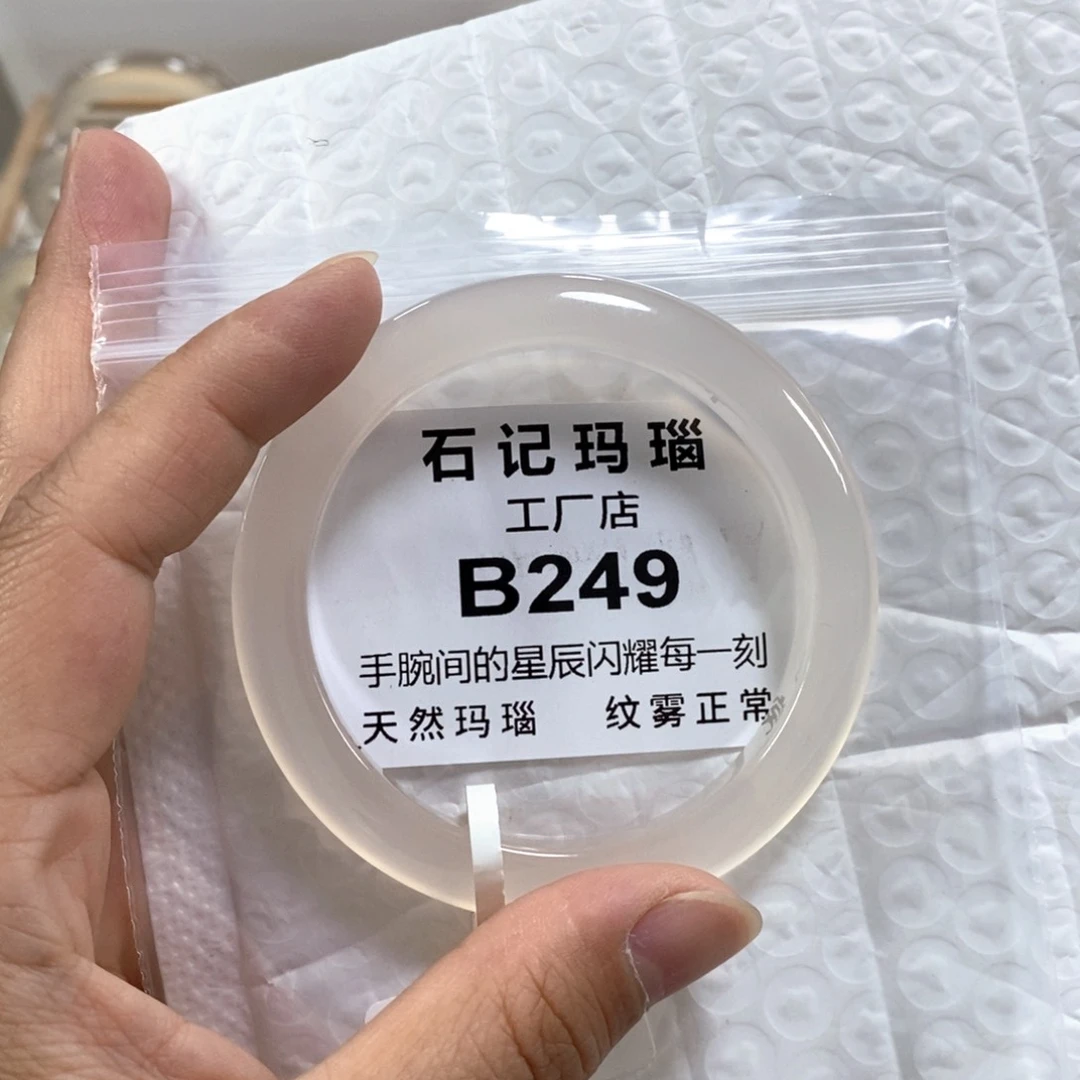 石记玛瑙
工厂店
B249
手腕间的星辰闪耀每一刻
天然玛瑙 纹雾正常